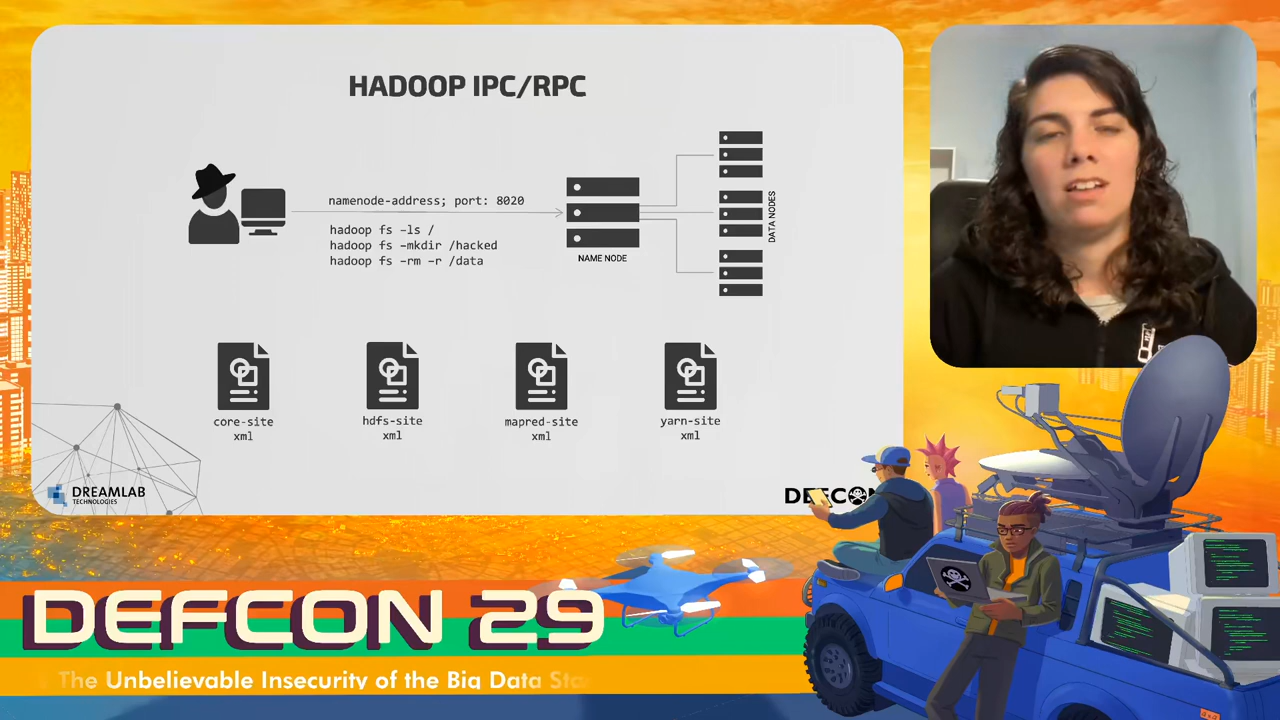 HADOOP IPC/RPC
namenode-address; port: 8020
hadoop fs -ls /
hadoop fs -mkdir /hacked
hadoop fs -rm -r /data
NAME NODE
DATA NODES
core-site
xml
hdfs-site
xml
mapred-site
xml
yarn-site
xml
DREAMLAB
TECHNOLOGIES
DEFCON 29
The Unbelievable Insecurity of the Big Data